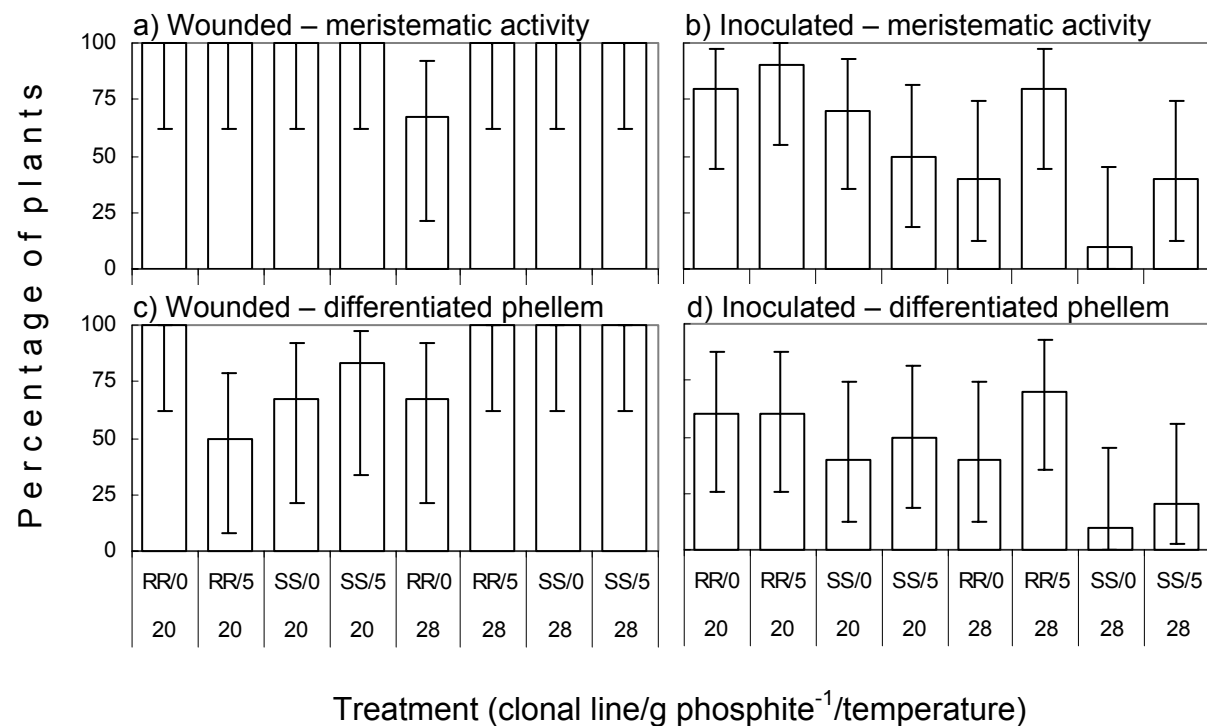 a) Wounded – meristematic activity
b) Inoculated – meristematic activity
Percentage of plants
100
75
50
25
0
c) Wounded – differentiated phellem
d) Inoculated – differentiated phellem
100
75
50
25
0
RR/0 RR/5 SS/0 SS/5 RR/0 RR/5 SS/0 SS/5
20 20 20 20 28 28 28 28
RR/0 RR/5 SS/0 SS/5 RR/0 RR/5 SS/0 SS/5
20 20 20 20 28 28 28 28
Treatment (clonal line/g phosphite⁻¹/temperature)